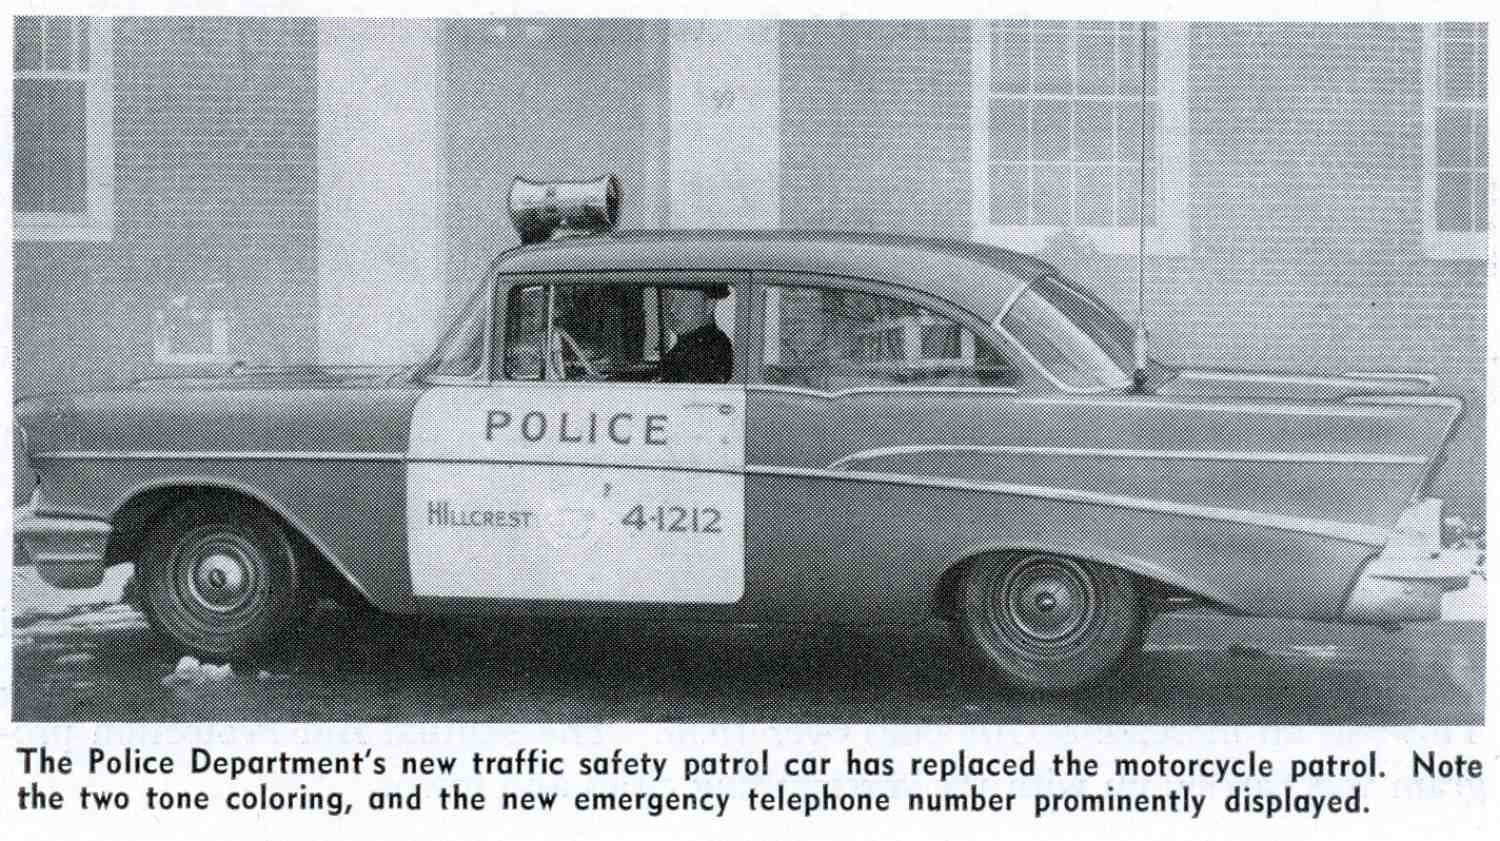 POLICE
HILLCREST 4-1212
The Police Department's new traffic safety patrol car has replaced the motorcycle patrol. Note
the two tone coloring, and the new emergency telephone number prominently displayed.